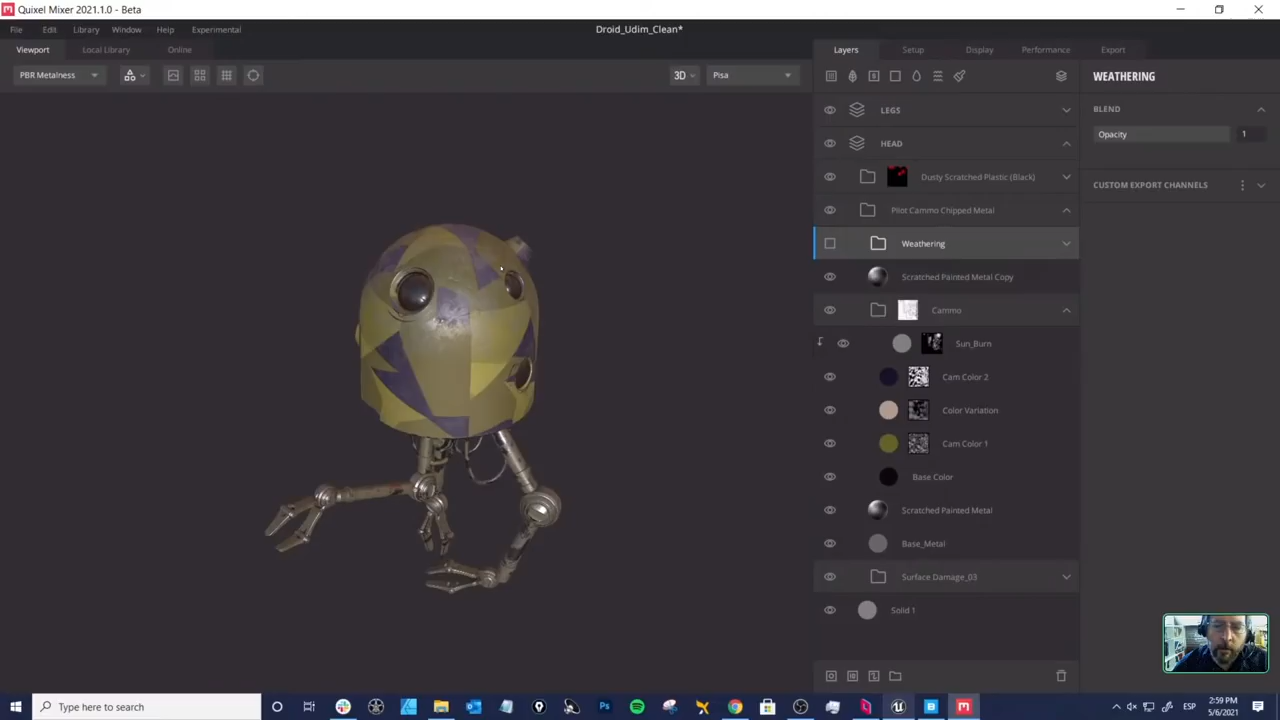 Quixel Mixer 2021.1.0 - Beta
File Edit Library Window Help Experimental
Droid_Udim_Clean*
Viewport Local Library Online
Layers Setup Display Performance Export
PBR Metalness
3D Pisa
WEATHERING
LEGS
BLEND
Opacity 1
HEAD
Dusty Scratched Plastic (Black)
CUSTOM EXPORT CHANNELS
Pilot Cammo Chipped Metal
Weathering
Scratched Painted Metal Copy
Cammo
Sun_Burn
Cam Color 2
Color Variation
Cam Color 1
Base Color
Scratched Painted Metal
Base_Metal
Surface Damage_03
Solid 1
Type here to search
Ps
ESP
2:59 PM
5/6/2021